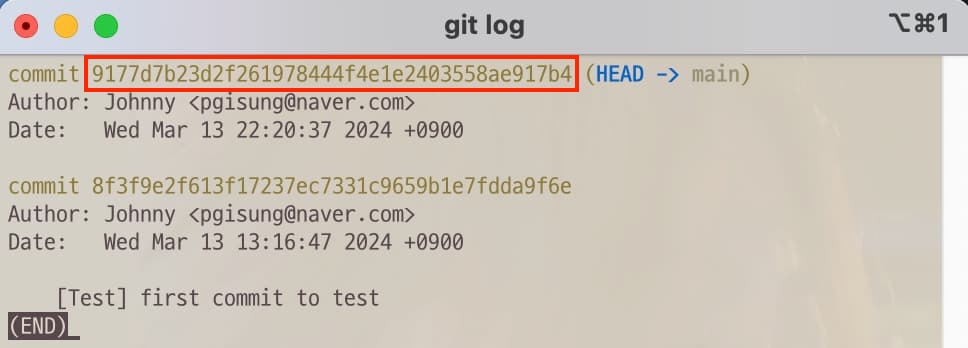 git log
⌥⌘1
commit 9177d7b23d2f261978444f4e1e2403558ae917b4 (HEAD -> main)
Author: Johnny <pgisung@naver.com>
Date:   Wed Mar 13 22:20:37 2024 +0900
commit 8f3f9e2f613f17237ec7331c9659b1e7fdda9f6e
Author: Johnny <pgisung@naver.com>
Date:   Wed Mar 13 13:16:47 2024 +0900
    [Test] first commit to test
(END)